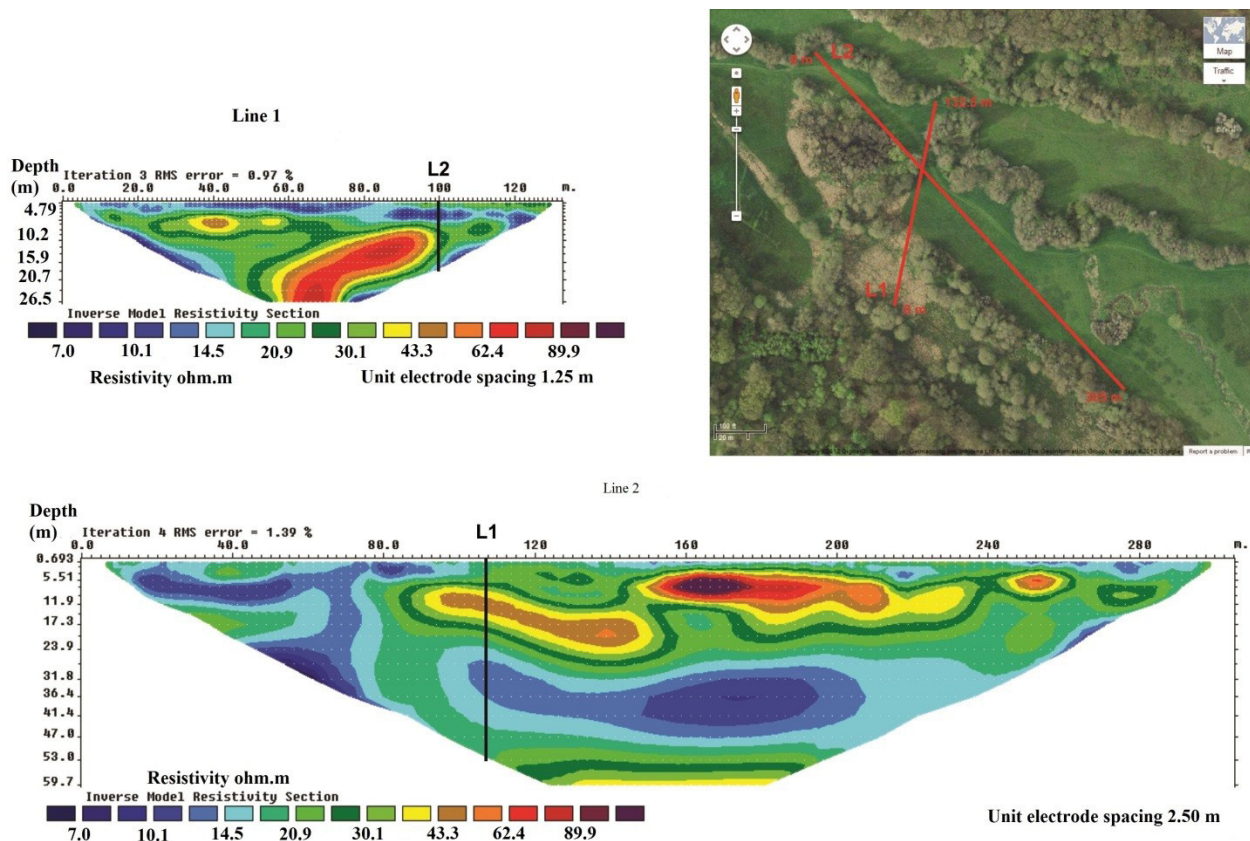 Line 1
Depth
(m)
Iteration 3 RMS error = 0.97 %
L2
0.0 20.0 40.0 60.0 80.0 100 120 m.
4.79
10.2
15.9
20.7
26.5
Inverse Model Resistivity Section
7.0 10.1 14.5 20.9 30.1 43.3 62.4 89.9
Resistivity ohm.m Unit electrode spacing 1.25 m
Map
Traffic
L2
0 m
L1
0 m
100 ft
20 m
Report a problem
Line 2
Depth
(m)
Iteration 4 RMS error = 1.39 %
L1
0.0 40.0 80.0 120 160 200 240 280 m.
0.693
5.51
11.9
17.3
23.9
31.8
36.4
41.4
47.0
53.0
59.7
Resistivity ohm.m
Inverse Model Resistivity Section
7.0 10.1 14.5 20.9 30.1 43.3 62.4 89.9
Unit electrode spacing 2.50 m